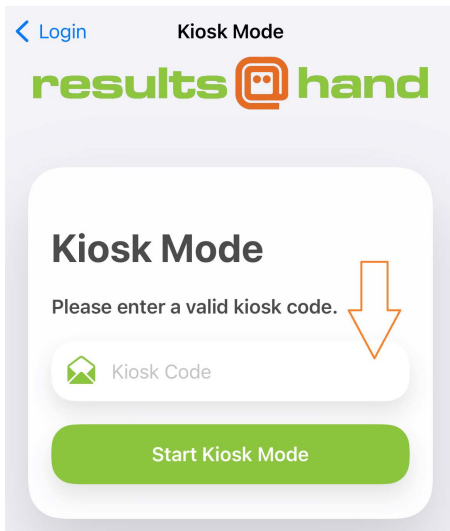 Login
Kiosk Mode
results@hand
Kiosk Mode
Please enter a valid kiosk code.
Kiosk Code
Start Kiosk Mode